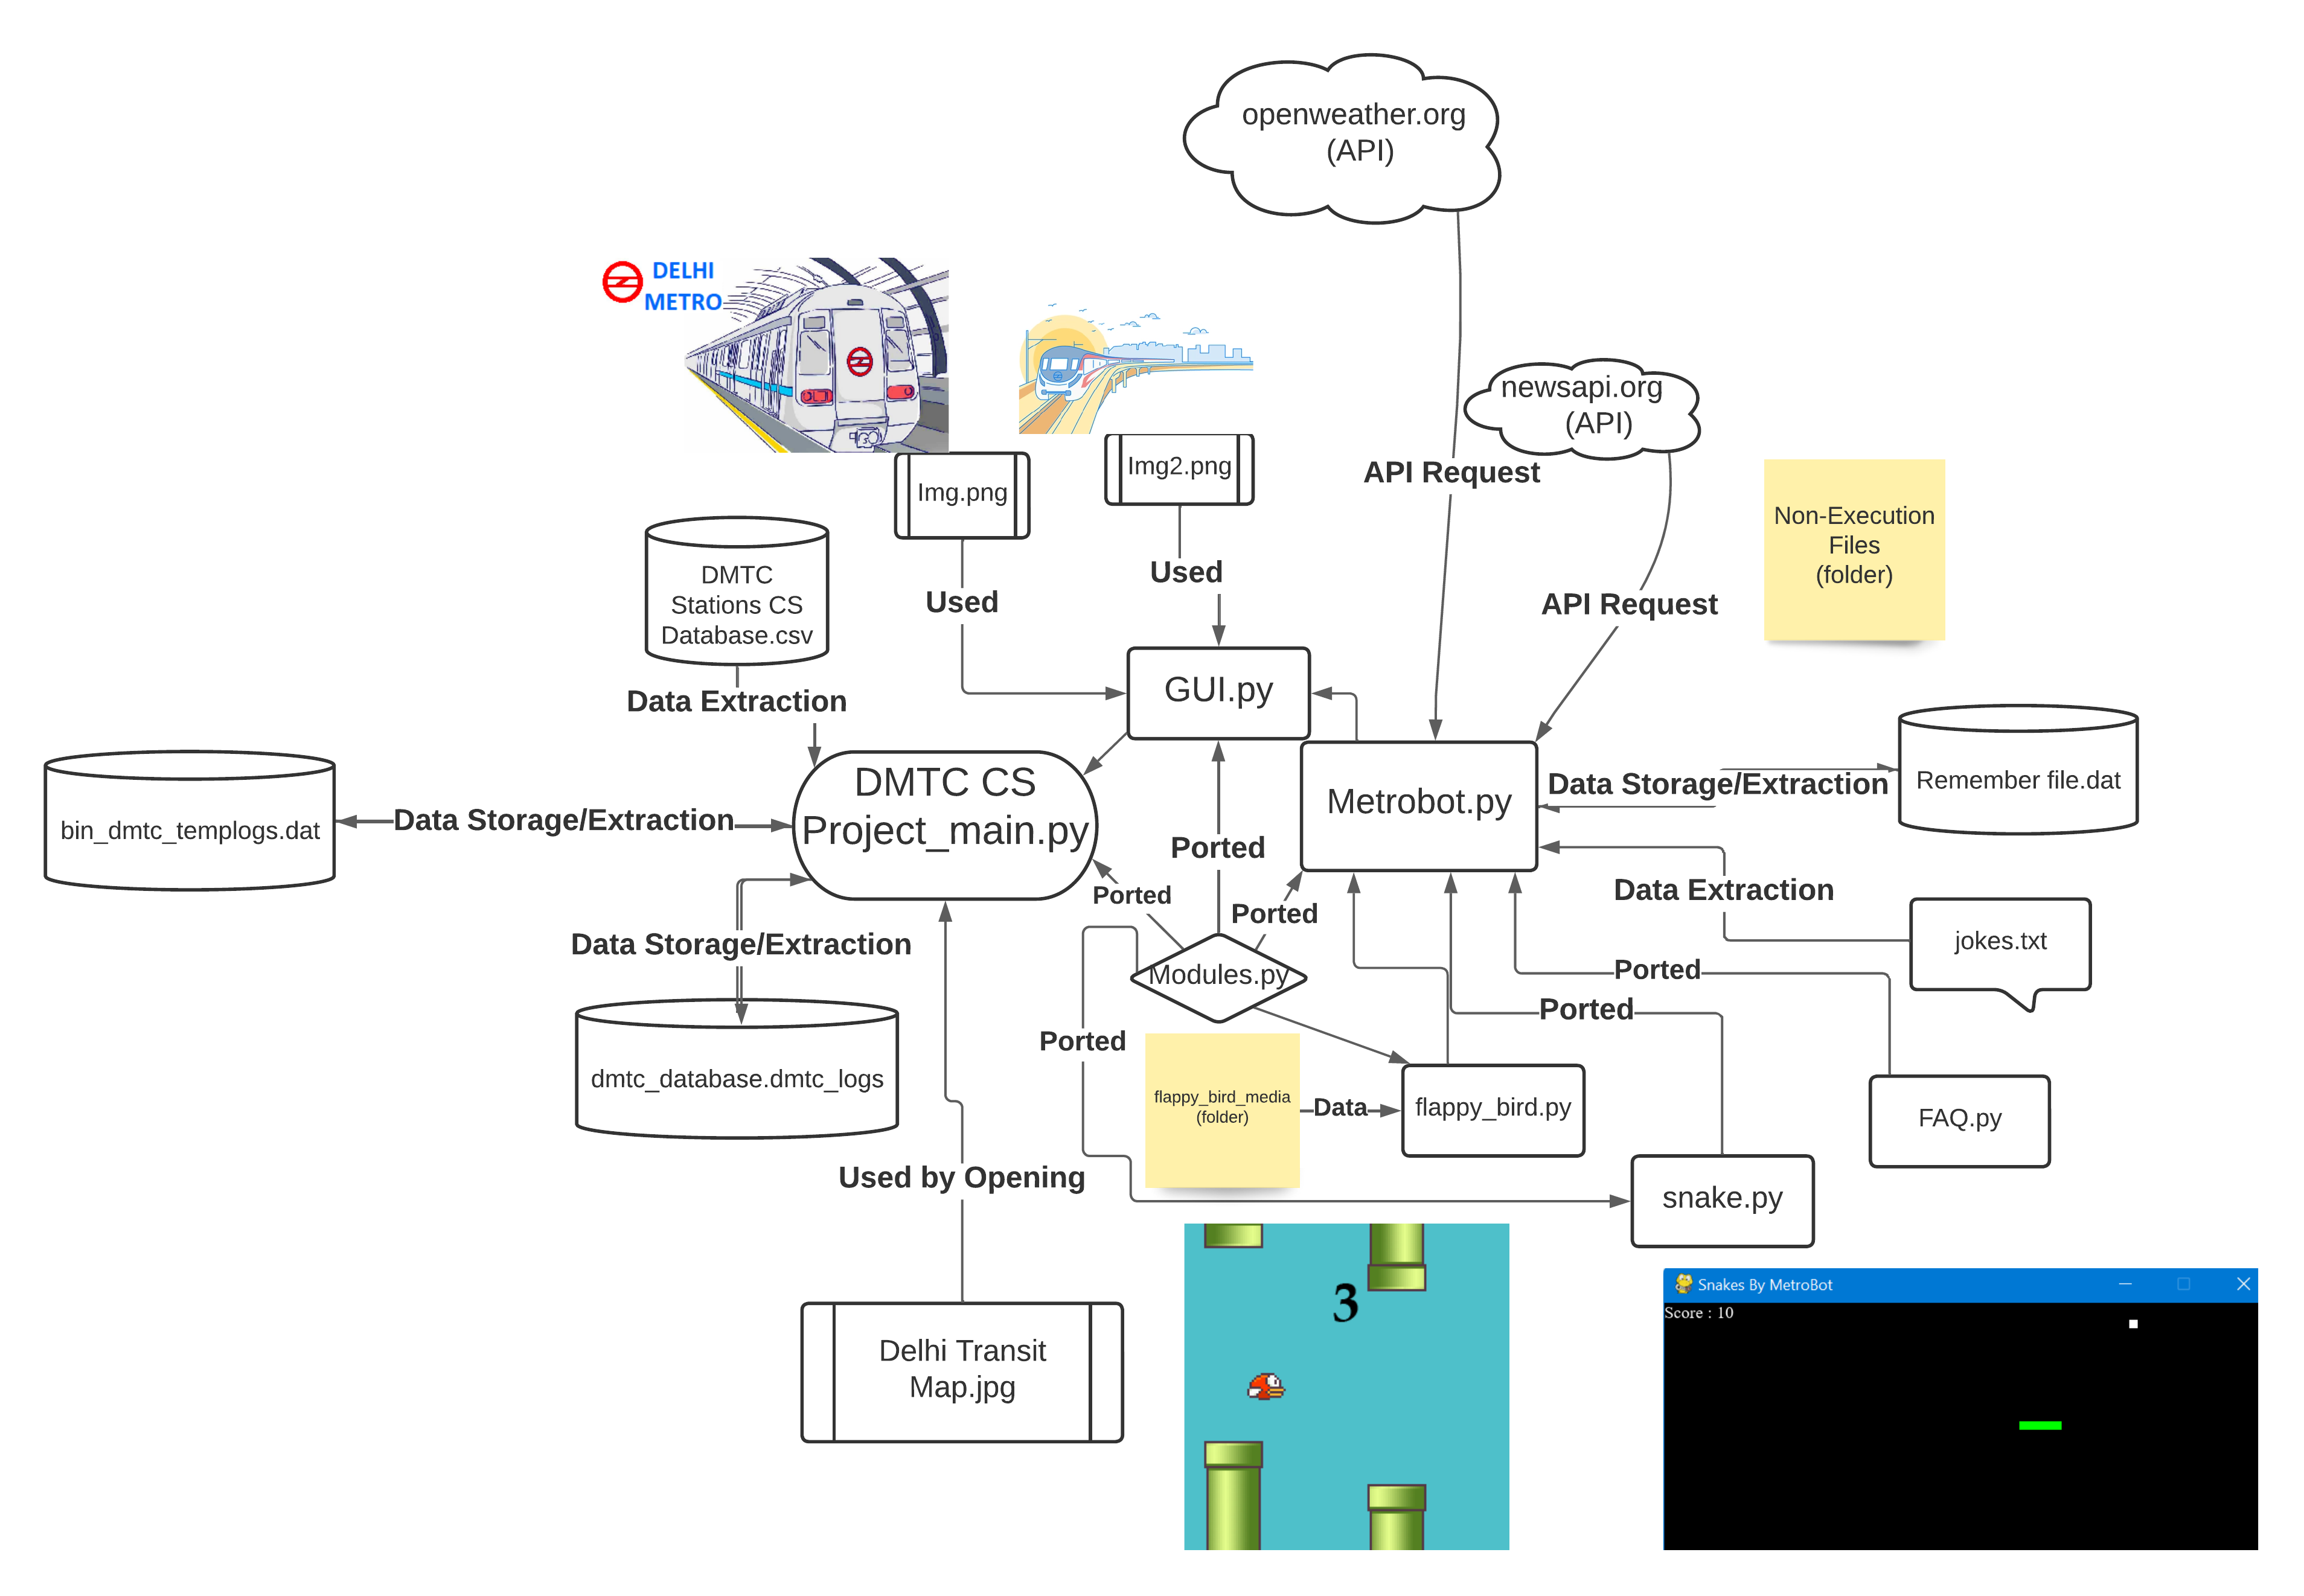 openweather.org
(API)
DELHI
METRO
newsapi.org
(API)
Img2.png
Img.png
API Request
Non-Execution
Files
(folder)
DMTC
Stations CS
Database.csv
Used
Used
API Request
GUI.py
Data Extraction
DMTC CS
Project_main.py
Metrobot.py
Data Storage/Extraction
Remember file.dat
bin_dmtc_templogs.dat
Data Storage/Extraction
Ported
Ported
Ported
Data Extraction
Data Storage/Extraction
jokes.txt
Modules.py
Ported
Ported
Ported
dmtc_database.dmtc_logs
flappy_bird_media
(folder)
Data
flappy_bird.py
FAQ.py
Used by Opening
snake.py
Delhi Transit
Map.jpg
3
Snakes By MetroBot
Score : 10